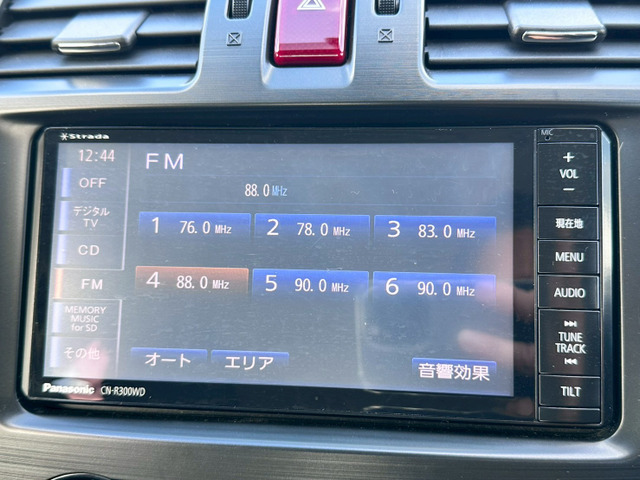 Strada
MIC
12:44
FM
VOL
OFF
88.0 MHz
デジタル
TV
1 76.0 MHz
2 78.0 MHz
3 83.0 MHz
現在地
CD
MENU
FM
4 88.0 MHz
5 90.0 MHz
6 90.0 MHz
AUDIO
MEMORY
MUSIC
for SD
TUNE
TRACK
その他
オート
エリア
音響効果
Panasonic CN-R300WD
TILT